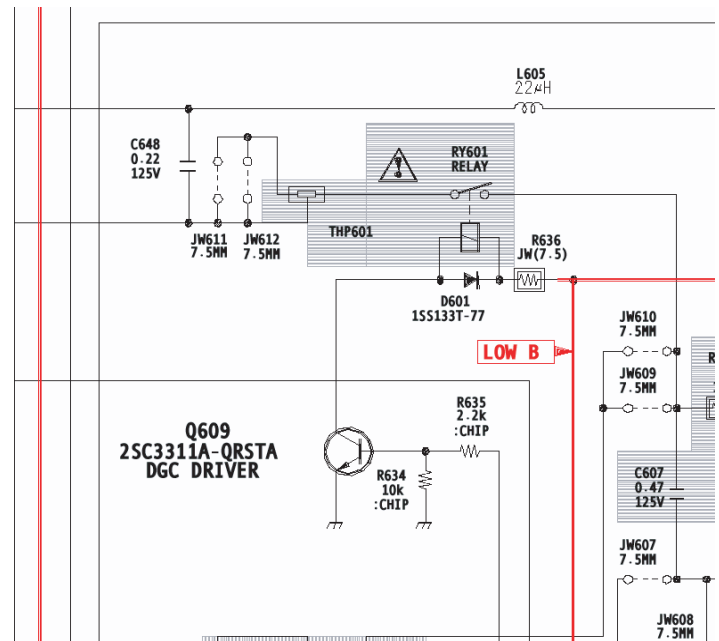 L605
22μH
C648
0.22
125V
RY601
RELAY
THP601
JW611 JW612
7.5MM 7.5MM
R636
JW(7.5)
D601
1SS133T-77
LOW B
JW610
7.5MM
JW609
7.5MM
R
R635
2.2k
:CHIP
Q609
2SC3311A-QRSTA
DGC DRIVER
R634
10k
:CHIP
C607
0.47
125V
JW607
7.5MM
JW608
7.5MM